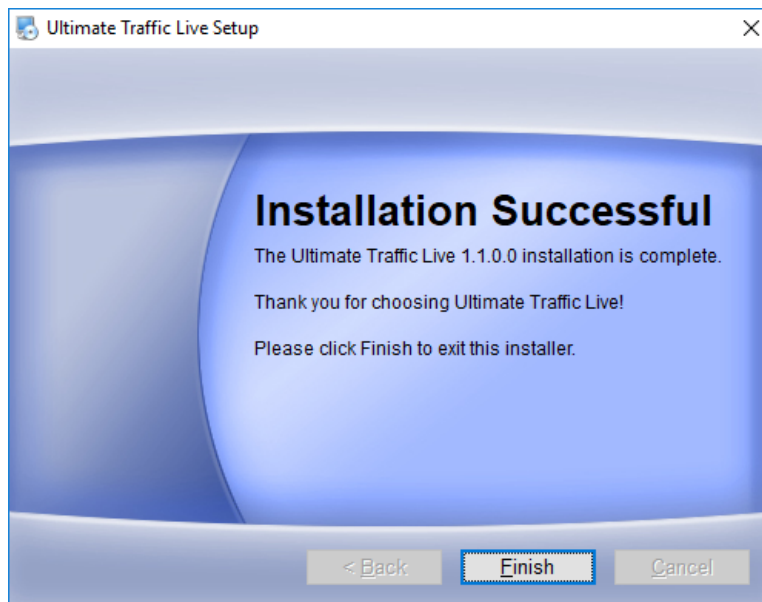 Ultimate Traffic Live Setup
Installation Successful
The Ultimate Traffic Live 1.1.0.0 installation is complete.
Thank you for choosing Ultimate Traffic Live!
Please click Finish to exit this installer.
< Back Finish Cancel